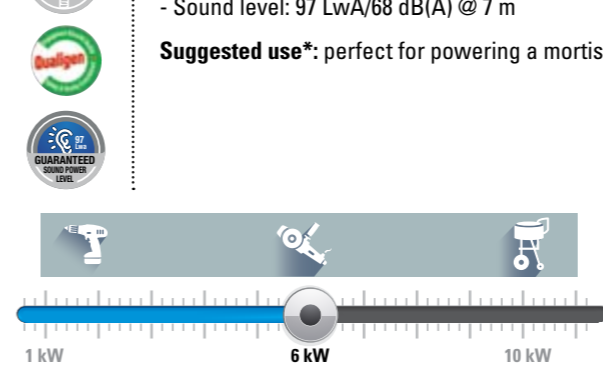 - Sound level: 97 LwA/68 dB(A) @ 7 m
Qualigen
Suggested use*: perfect for powering a mortis
97
Lwa
GUARANTEED
SOUND POWER
LEVEL
1 kW
6 kW
10 kW